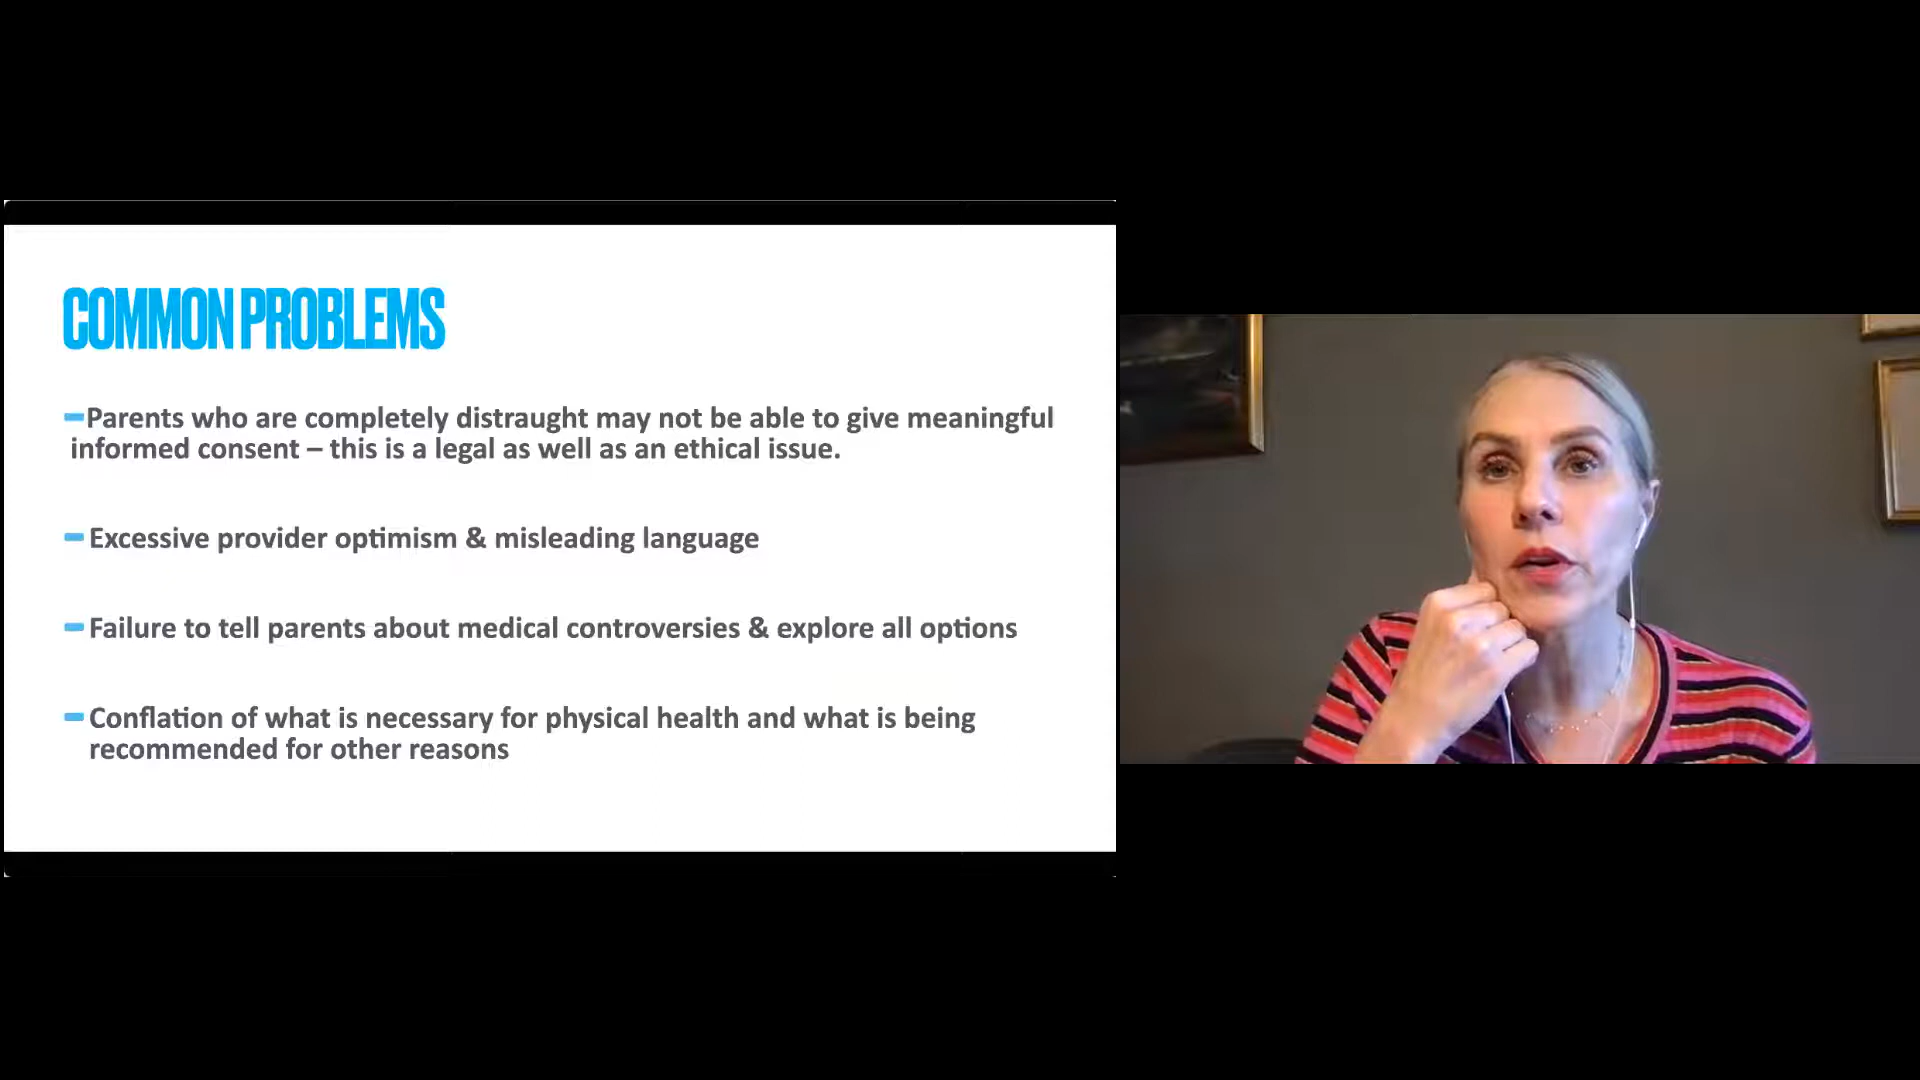 COMMON PROBLEMS
Parents who are completely distraught may not be able to give meaningful
informed consent – this is a legal as well as an ethical issue.
Excessive provider optimism & misleading language
Failure to tell parents about medical controversies & explore all options
Conflation of what is necessary for physical health and what is being
recommended for other reasons